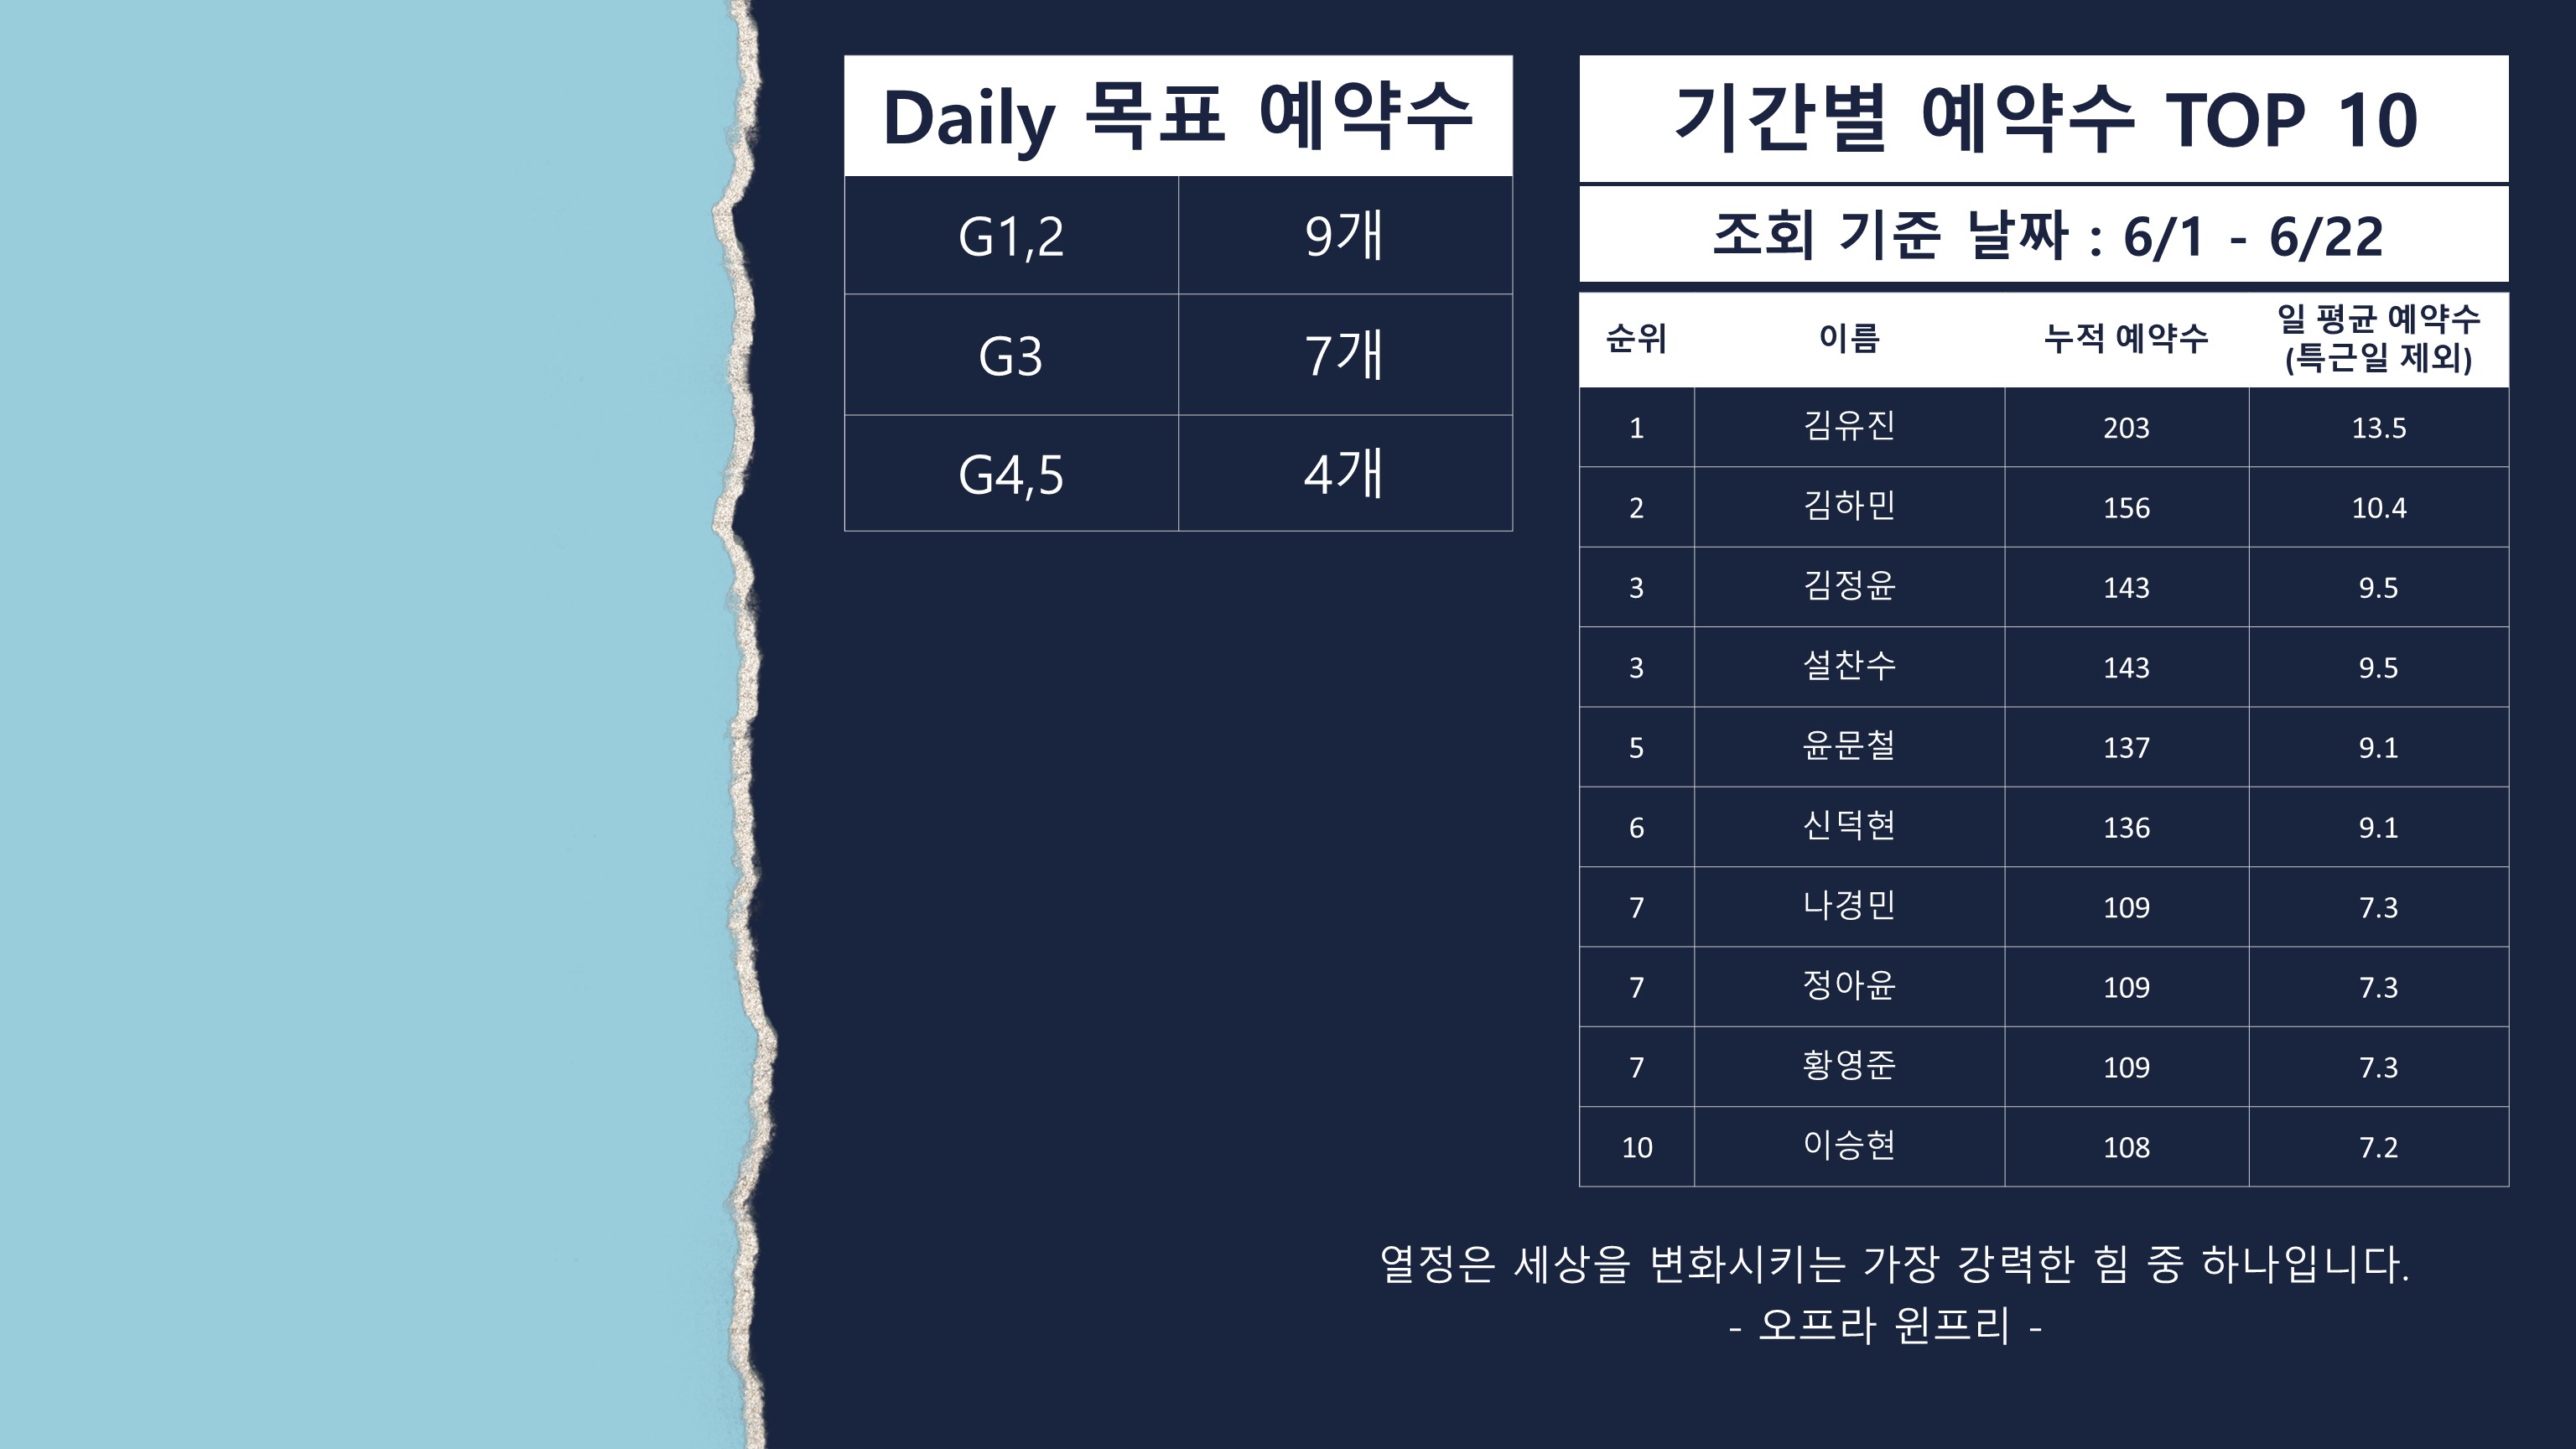 Daily 목표 예약수
G1,2 9개
G3 7개
G4,5 4개
기간별 예약수 TOP 10
조회 기준 날짜 : 6/1 - 6/22
순위 이름 누적 예약수 일 평균 예약수
(특근일 제외)
1 김유진 203 13.5
2 김하민 156 10.4
3 김정윤 143 9.5
3 설찬수 143 9.5
5 윤문철 137 9.1
6 신덕현 136 9.1
7 나경민 109 7.3
7 정아윤 109 7.3
7 황영준 109 7.3
10 이승현 108 7.2
열정은 세상을 변화시키는 가장 강력한 힘 중 하나입니다.
- 오프라 윈프리 -